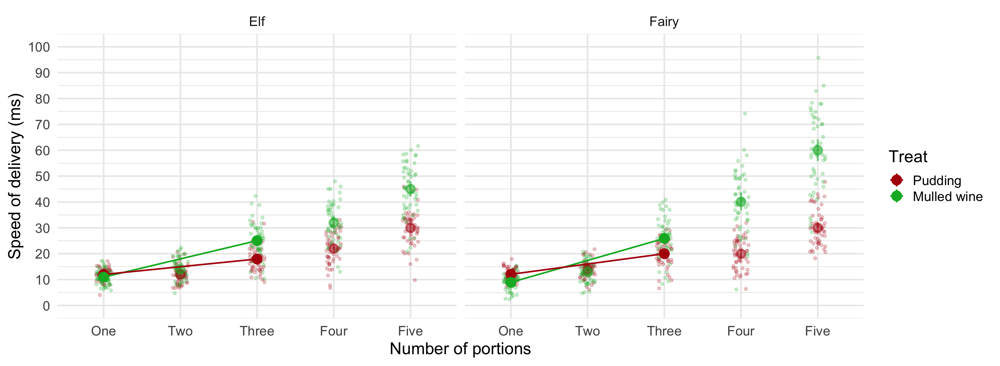 Elf
Fairy
Speed of delivery (ms)
100
90
80
70
60
50
40
30
20
10
0
One Two Three Four Five
One Two Three Four Five
Number of portions
Treat
Pudding
Mulled wine